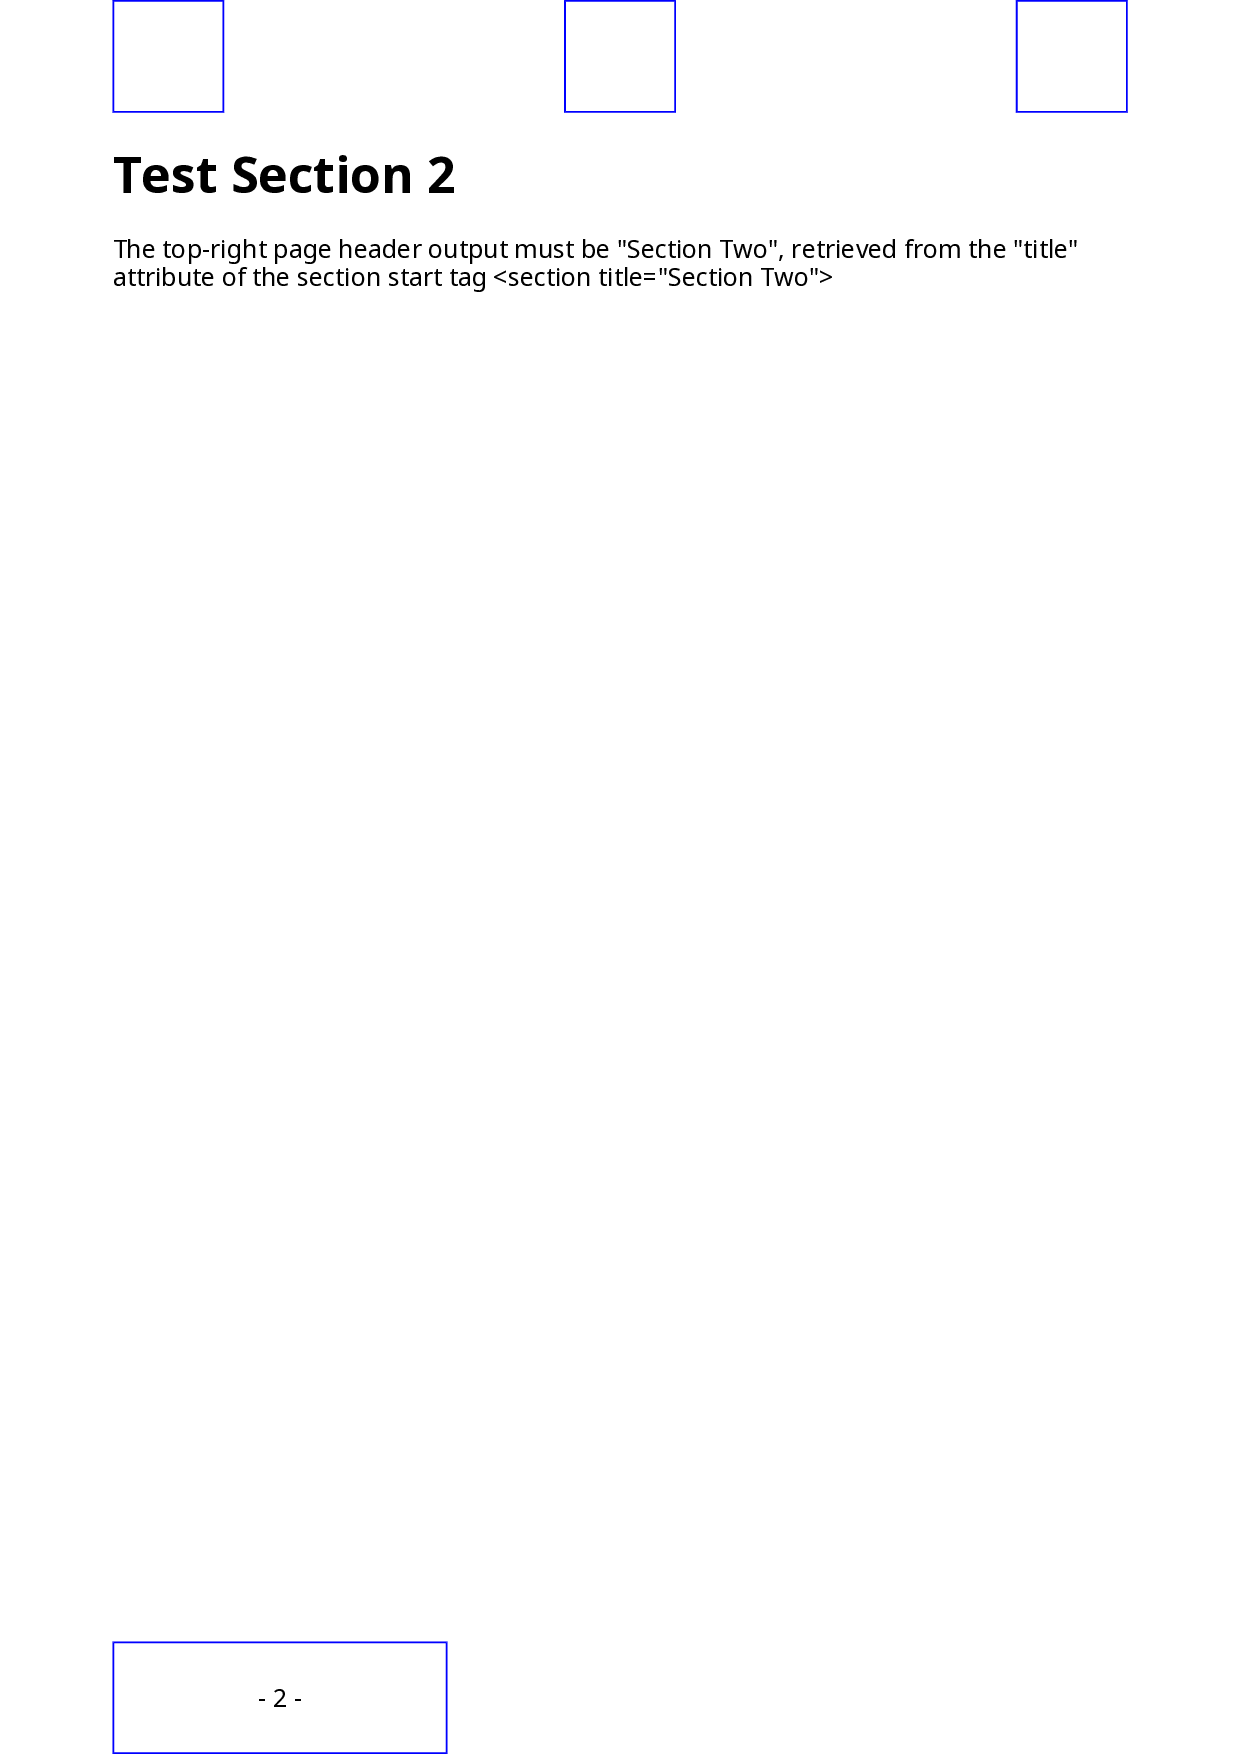 Test Section 2
The top-right page header output must be "Section Two", retrieved from the "title"
attribute of the section start tag <section title="Section Two">
- 2 -